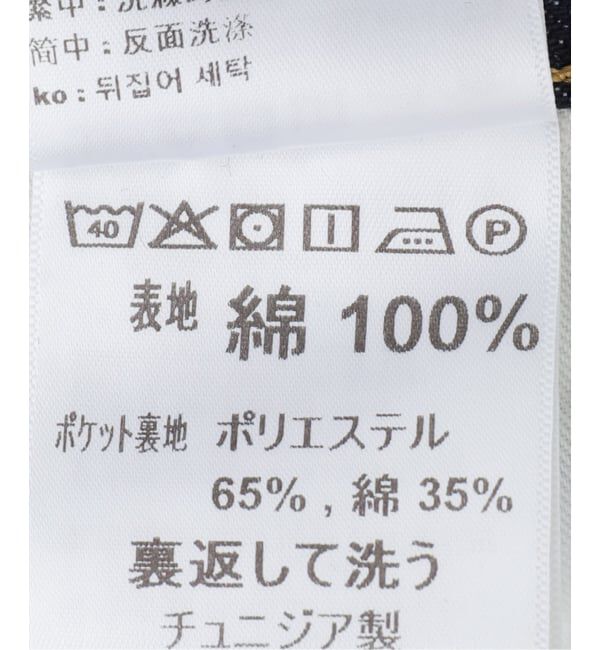 简中 : 反面洗涤
ko : 뒤집어 세탁
40 P
表地 綿 100%
ポケット裏地 ポリエステル
65% , 綿 35%
裏返して洗う
チュニジア製